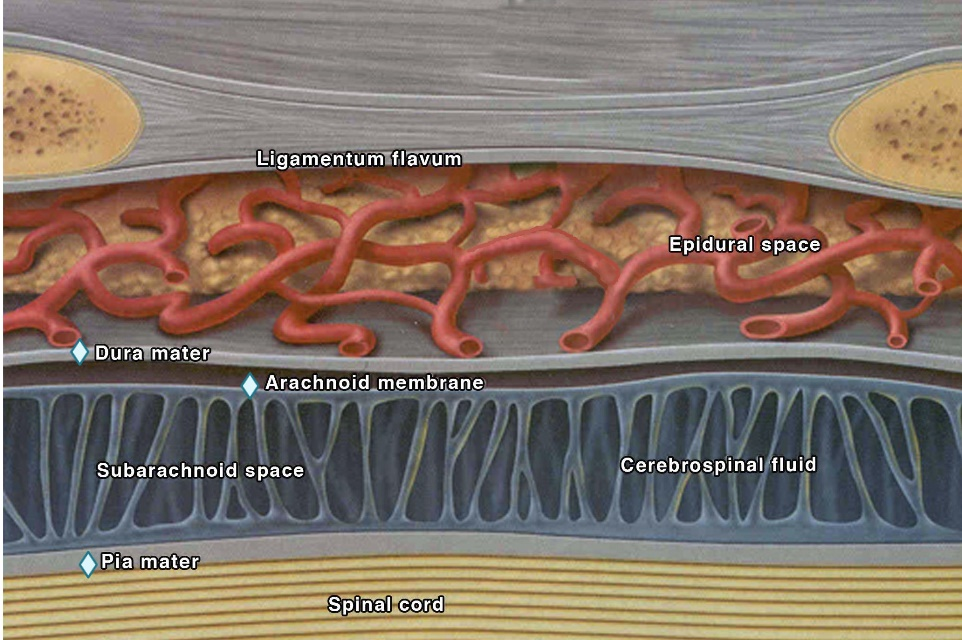 Ligamentum flavum
Epidural space
Dura mater
Arachnoid membrane
Subarachnoid space
Cerebrospinal fluid
Pia mater
Spinal cord